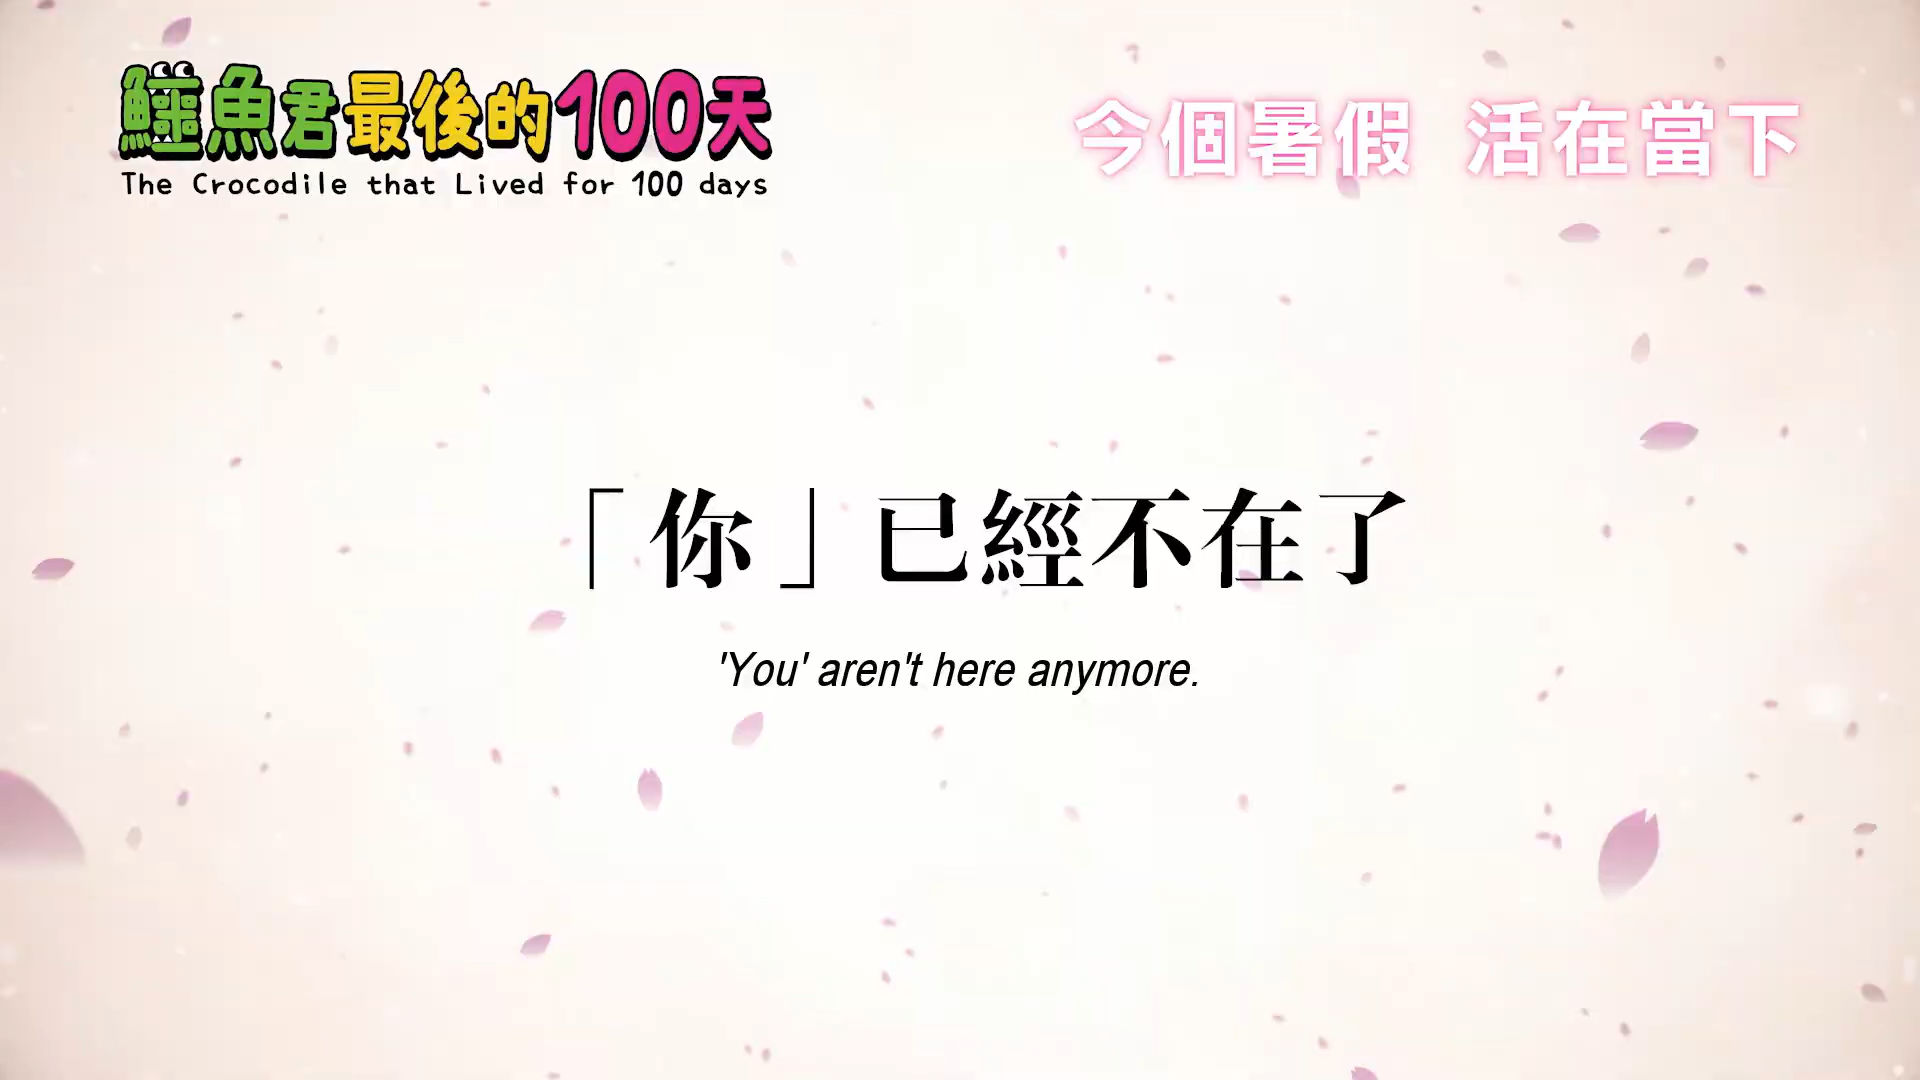 鱷魚君最後的100天
The Crocodile that Lived for 100 days
今個暑假 活在當下
「你」已經不在了
'You' aren't here anymore.